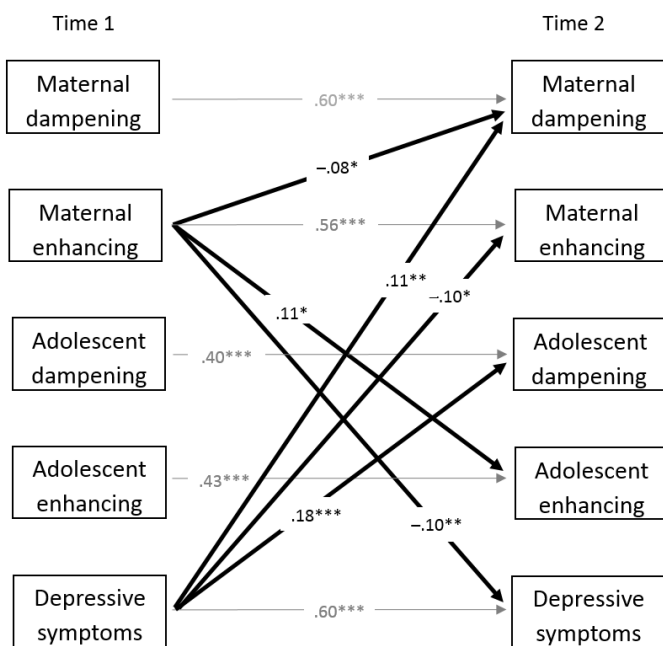 Time 1
Time 2
Maternal
dampening
.60***
Maternal
dampening
–.08*
Maternal
enhancing
.56***
Maternal
enhancing
.11**
–.10*
.11*
Adolescent
dampening
.40***
Adolescent
dampening
Adolescent
enhancing
.43***
Adolescent
enhancing
.18***
–.10**
Depressive
symptoms
.60***
Depressive
symptoms